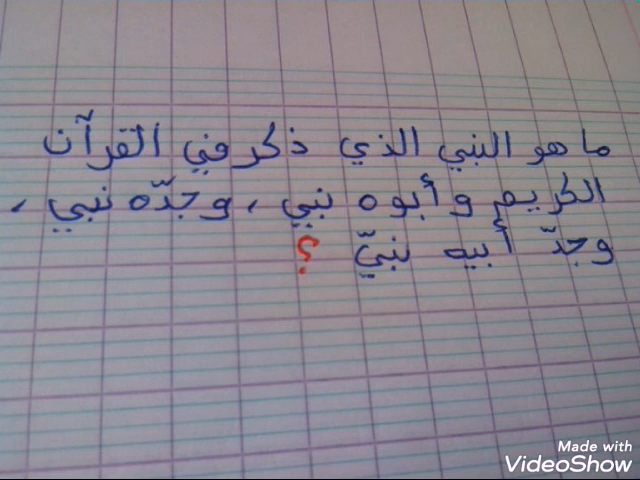 ما هو النبي الذي ذكر في القرآن
الكريم وأبوه نبي، وجدّه نبي،
وجدّ أبيه نبيّ ؟
Made with
VideoShow